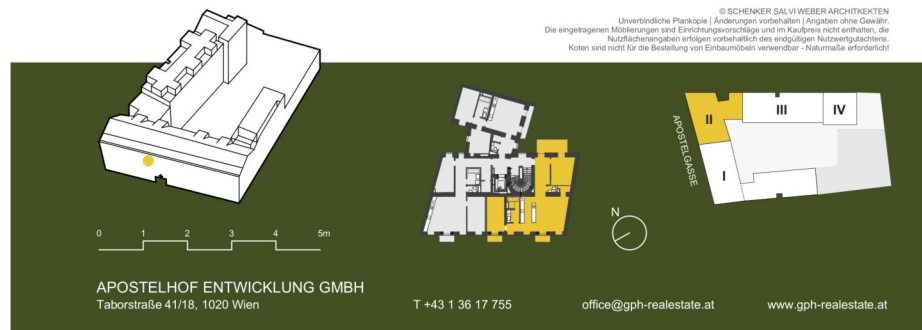 © SCHENKER SALVI WEBER ARCHITKEKTEN
Unverbindliche Plankopie | Änderungen vorbehalten | Angaben ohne Gewähr.
Die eingetragenen Möblierungen sind Einrichtungsvorschläge und im Kaufpreis nicht enthalten, die
Nutzflächenangaben erfolgen vorbehaltlich des endgültigen Nutzwertgutachtens.
Koten sind nicht für die Bestellung von Einbaumöbeln verwendbar - Naturmaße erforderlich!
II
III
IV
APOSTELGASSE
I
N
0 1 2 3 4 5m
APOSTELHOF ENTWICKLUNG GMBH
Taborstraße 41/18, 1020 Wien
T +43 1 36 17 755
office@gph-realestate.at
www.gph-realestate.at